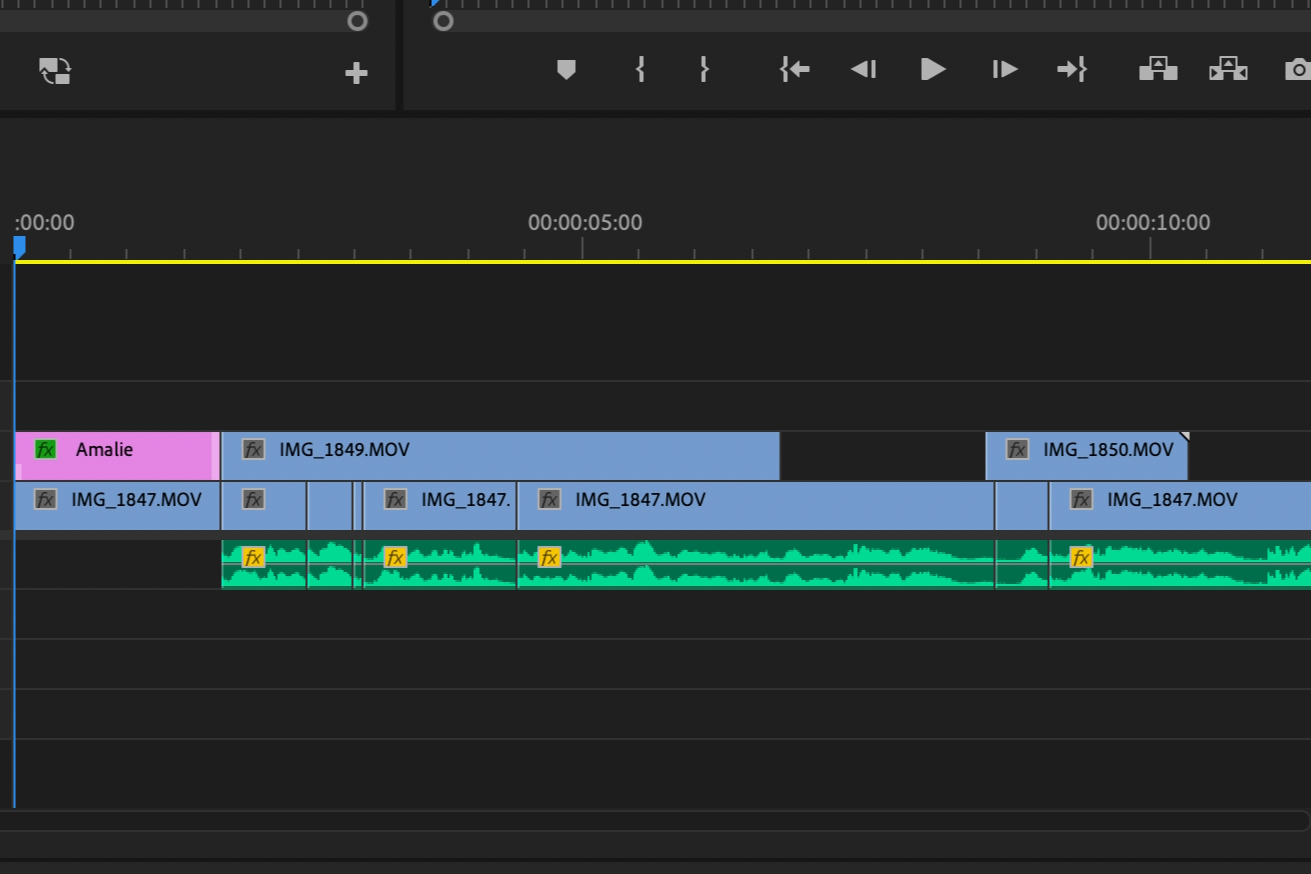 :00:00 00:00:05:00 00:00:10:00
fx Amalie fx IMG_1849.MOV fx IMG_1850.MOV
fx IMG_1847.MOV fx fx IMG_1847. fx IMG_1847.MOV fx IMG_1847.MOV
fx fx fx fx